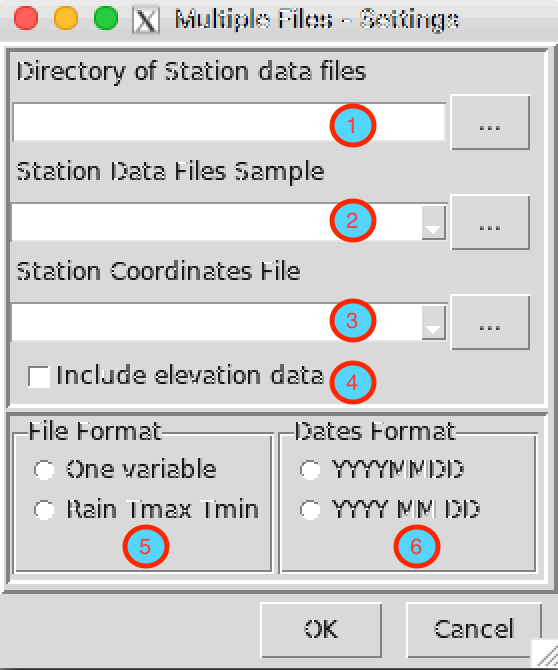 Multiple Files - Settings
Directory of Station data files
1
...
Station Data Files Sample
2
...
Station Coordinates File
3
...
Include elevation data 4
File Format
One variable
Rain Tmax Tmin
5
Dates Format
YYYYMMDD
YYYY MM DD
6
OK
Cancel